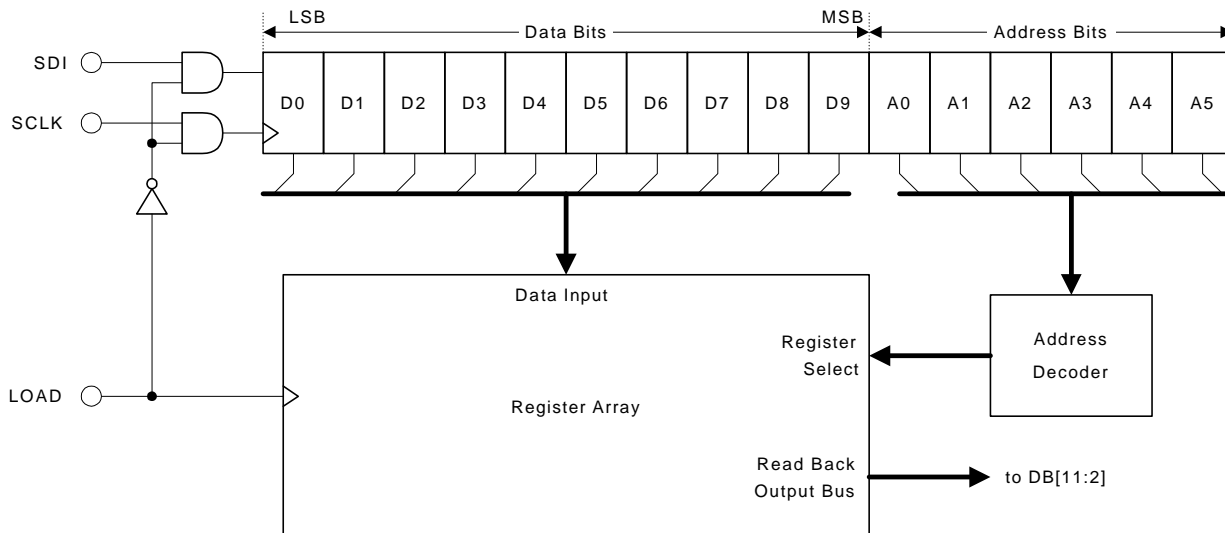 LSB MSB
Data Bits Address Bits
SDI
D0 D1 D2 D3 D4 D5 D6 D7 D8 D9 A0 A1 A2 A3 A4 A5
SCLK
Data Input
Register
Select
Address
Decoder
LOAD
Register Array
Read Back
Output Bus
to DB[11:2]